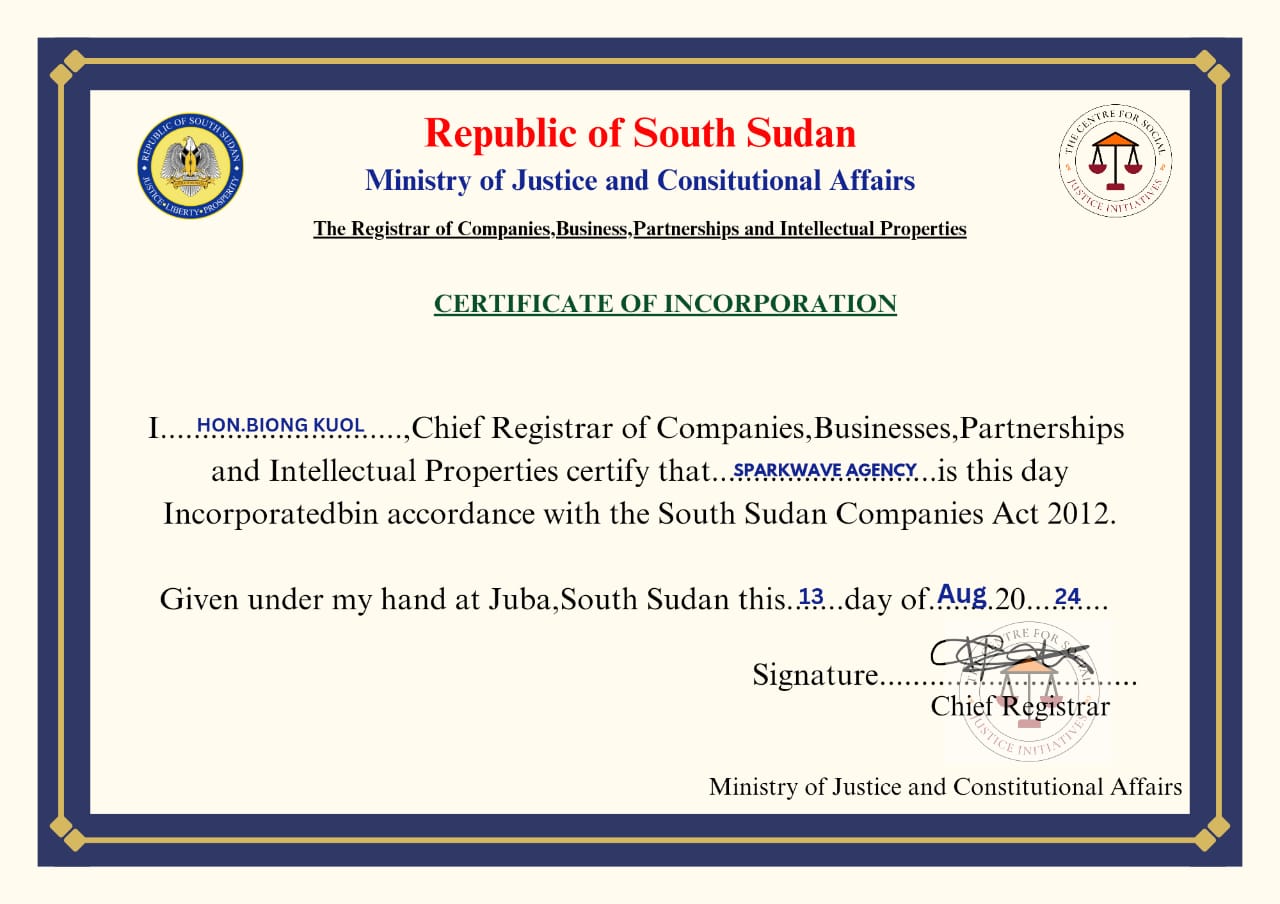 REPUBLIC OF SOUTH SUDAN
JUSTICE•LIBERTY•PROSPERITY
Republic of South Sudan
Ministry of Justice and Consitutional Affairs
The Registrar of Companies,Business,Partnerships and Intellectual Properties
THE CENTRE FOR SOCIAL
JUSTICE INITIATIVES
CERTIFICATE OF INCORPORATION
I....HON.BIONG KUOL....,Chief Registrar of Companies,Businesses,Partnerships
and Intellectual Properties certify that...SPARKWAVE AGENCY...is this day
Incorporatedbin accordance with the South Sudan Companies Act 2012.
Given under my hand at Juba,South Sudan this..13...day of.Aug.20...24...
Signature...............................
Chief Registrar
THE CENTRE FOR SOCIAL
JUSTICE INITIATIVES
Ministry of Justice and Constitutional Affairs